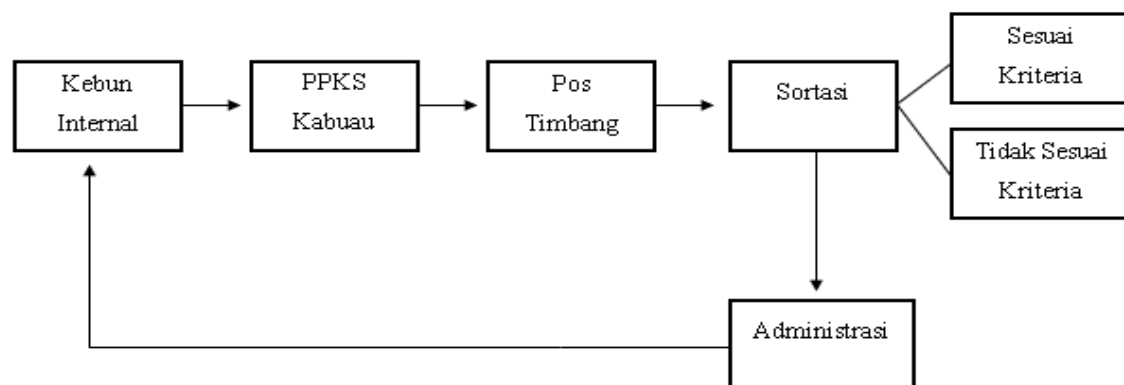 Kebun
Internal
PPKS
Kabuau
Pos
Timbang
Sortasi
Sesuai
Kriteria
Tidak Sesuai
Kriteria
Administrasi